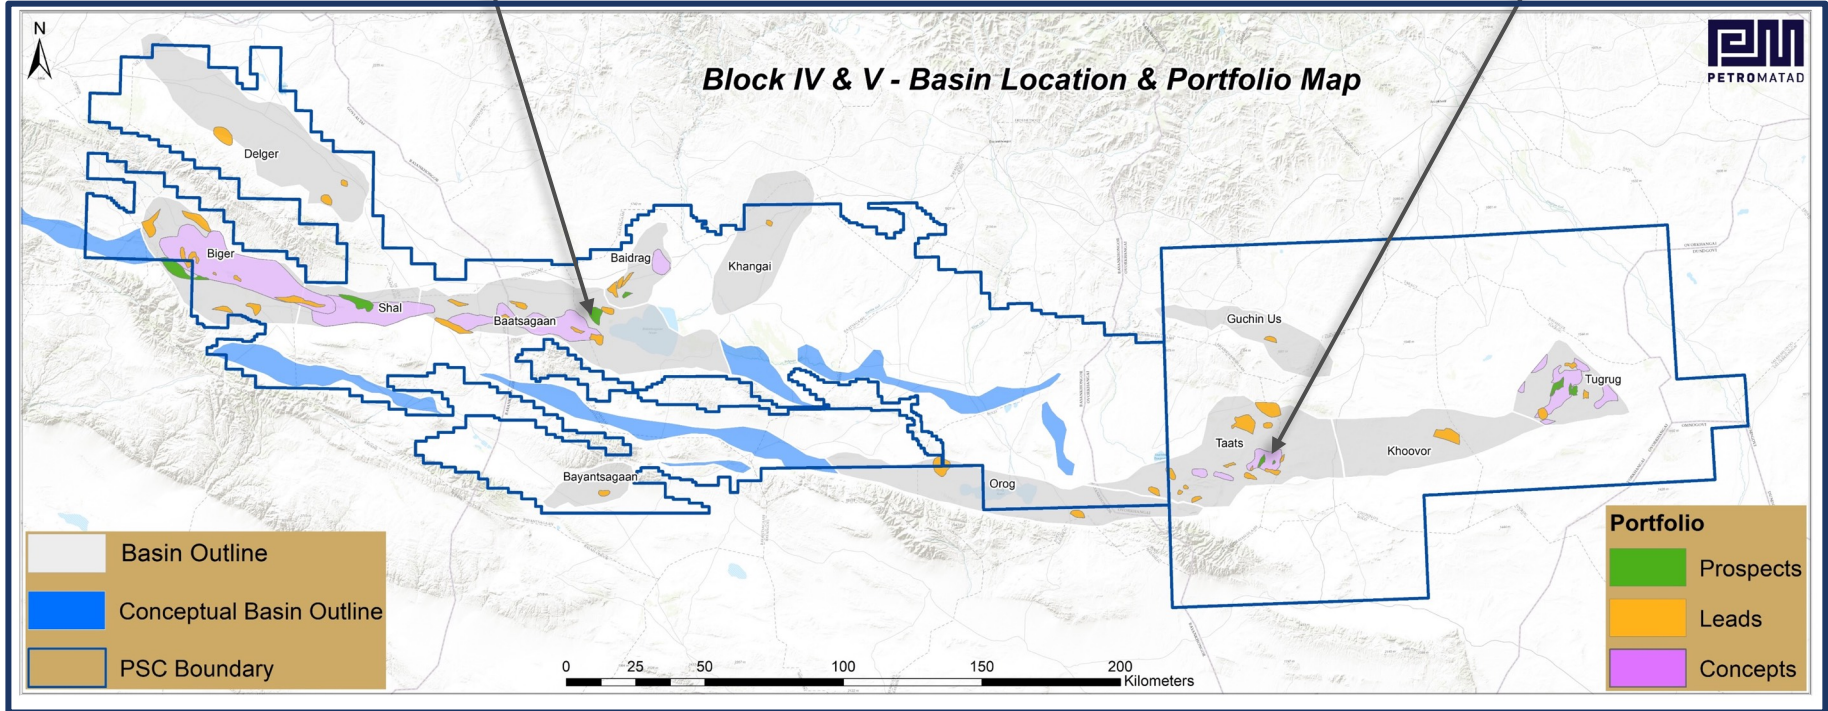 N
Block IV & V - Basin Location & Portfolio Map
PETROMATAD
Delger
Biger
Shal
Baatsagaan
Baidrag
Khangai
Guchin Us
Tugrug
Taats
Khoovor
Bayantsagaan
Orog
Basin Outline
Conceptual Basin Outline
PSC Boundary
0 25 50 100 150 200
Kilometers
Portfolio
Prospects
Leads
Concepts